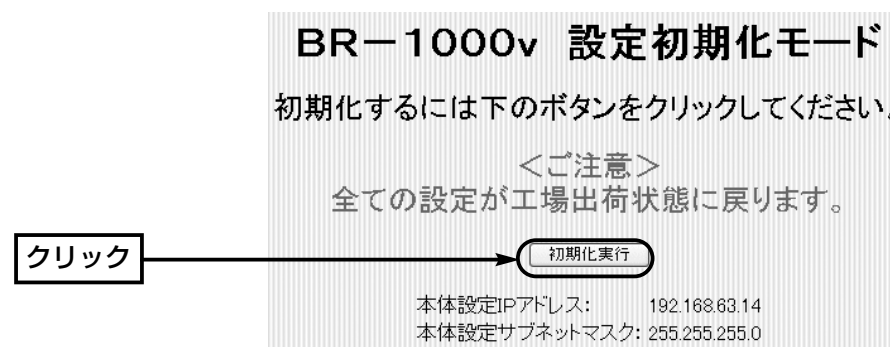 BR－1000v 設定初期化モード
初期化するには下のボタンをクリックしてください。
＜ご注意＞
全ての設定が工場出荷状態に戻ります。
クリック
初期化実行
本体設定IPアドレス： 192.168.63.14
本体設定サブネットマスク： 255.255.255.0